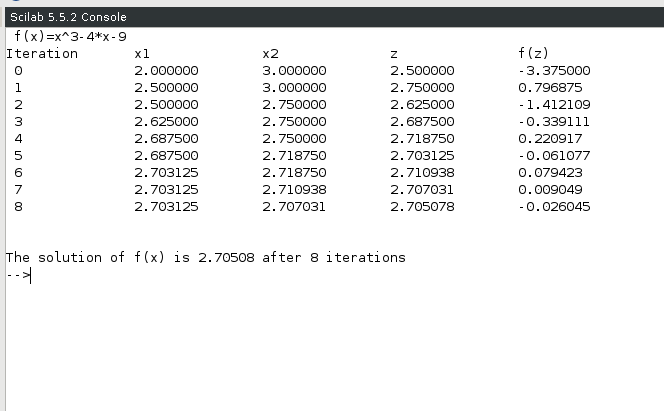 Scilab 5.5.2 Console
f(x)=x^3-4*x-9
Iteration x1 x2 z f(z)
0 2.000000 3.000000 2.500000 -3.375000
1 2.500000 3.000000 2.750000 0.796875
2 2.500000 2.750000 2.625000 -1.412109
3 2.625000 2.750000 2.687500 -0.339111
4 2.687500 2.750000 2.718750 0.220917
5 2.687500 2.718750 2.703125 -0.061077
6 2.703125 2.718750 2.710938 0.079423
7 2.703125 2.710938 2.707031 0.009049
8 2.703125 2.707031 2.705078 -0.026045
The solution of f(x) is 2.70508 after 8 iterations
-->